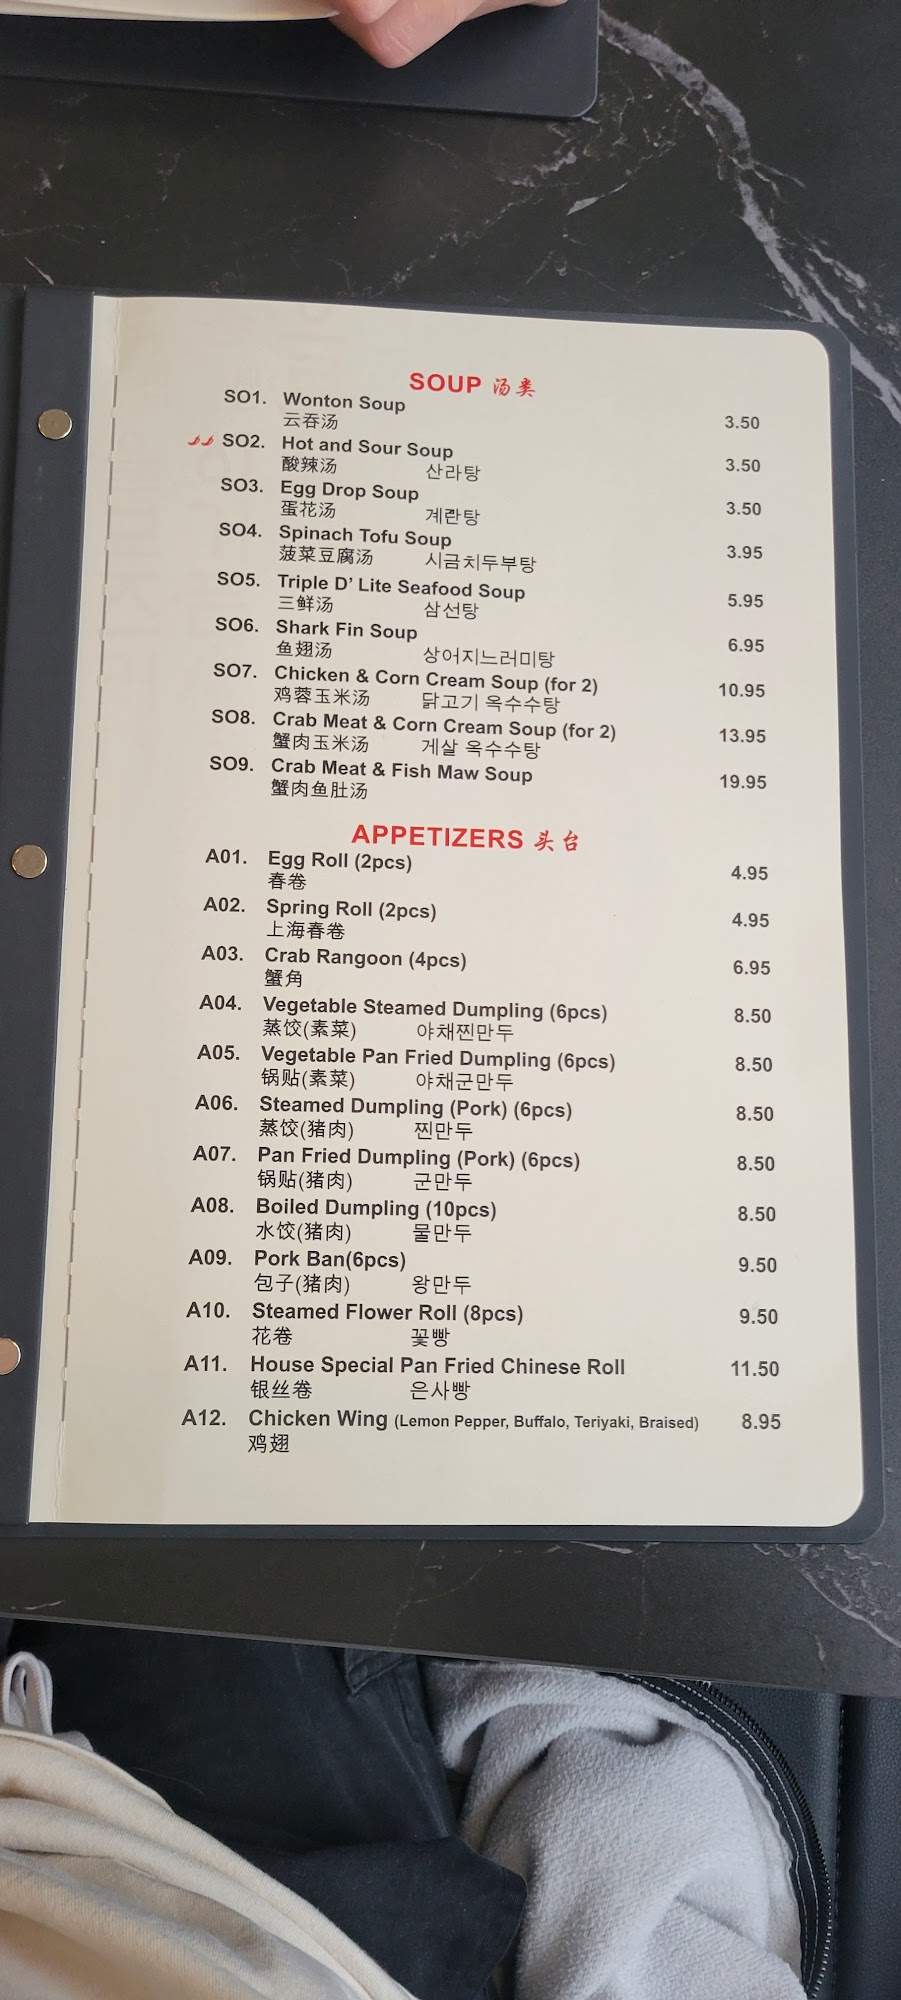 SOUP 汤类
SO1. Wonton Soup 3.50
云吞汤
SO2. Hot and Sour Soup 3.50
酸辣汤 산라탕
SO3. Egg Drop Soup 3.50
蛋花汤 계란탕
SO4. Spinach Tofu Soup 3.95
菠菜豆腐汤 시금치두부탕
SO5. Triple D' Lite Seafood Soup 5.95
三鲜汤 삼선탕
SO6. Shark Fin Soup 6.95
鱼翅汤 상어지느러미탕
SO7. Chicken & Corn Cream Soup (for 2) 10.95
鸡蓉玉米汤 닭고기 옥수수탕
SO8. Crab Meat & Corn Cream Soup (for 2) 13.95
蟹肉玉米汤 게살 옥수수탕
SO9. Crab Meat & Fish Maw Soup 19.95
蟹肉鱼肚汤
APPETIZERS 头台
A01. Egg Roll (2pcs) 4.95
春卷
A02. Spring Roll (2pcs) 4.95
上海春卷
A03. Crab Rangoon (4pcs) 6.95
蟹角
A04. Vegetable Steamed Dumpling (6pcs) 8.50
蒸饺(素菜) 야채찐만두
A05. Vegetable Pan Fried Dumpling (6pcs) 8.50
锅贴(素菜) 야채군만두
A06. Steamed Dumpling (Pork) (6pcs) 8.50
蒸饺(猪肉) 찐만두
A07. Pan Fried Dumpling (Pork) (6pcs) 8.50
锅贴(猪肉) 군만두
A08. Boiled Dumpling (10pcs) 8.50
水饺(猪肉) 물만두
A09. Pork Ban(6pcs) 9.50
包子(猪肉) 왕만두
A10. Steamed Flower Roll (8pcs) 9.50
花卷 꽃빵
A11. House Special Pan Fried Chinese Roll 11.50
银丝卷 은사빵
A12. Chicken Wing (Lemon Pepper, Buffalo, Teriyaki, Braised) 8.95
鸡翅